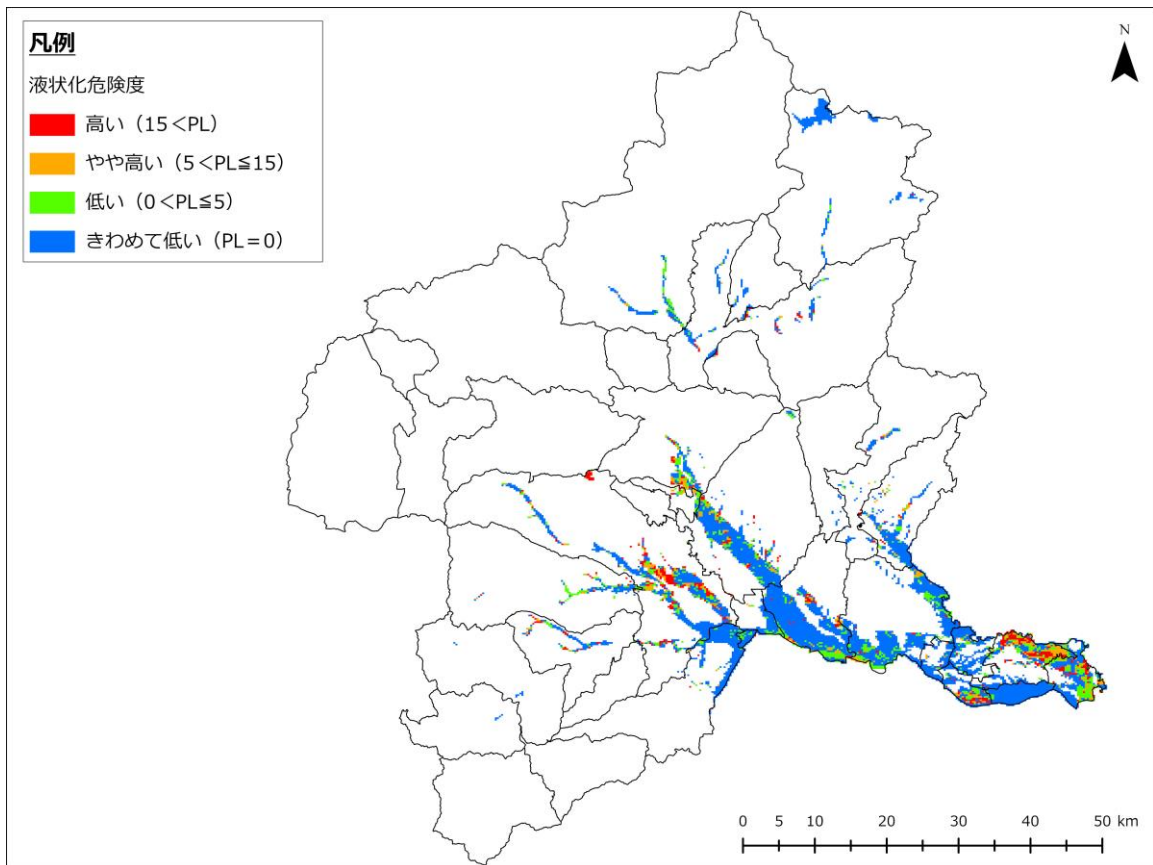 凡例
液状化危険度
高い（15＜PL）
やや高い（5＜PL≦15）
低い（0＜PL≦5）
きわめて低い（PL＝0）
N
0 5 10 20 30 40 50 km